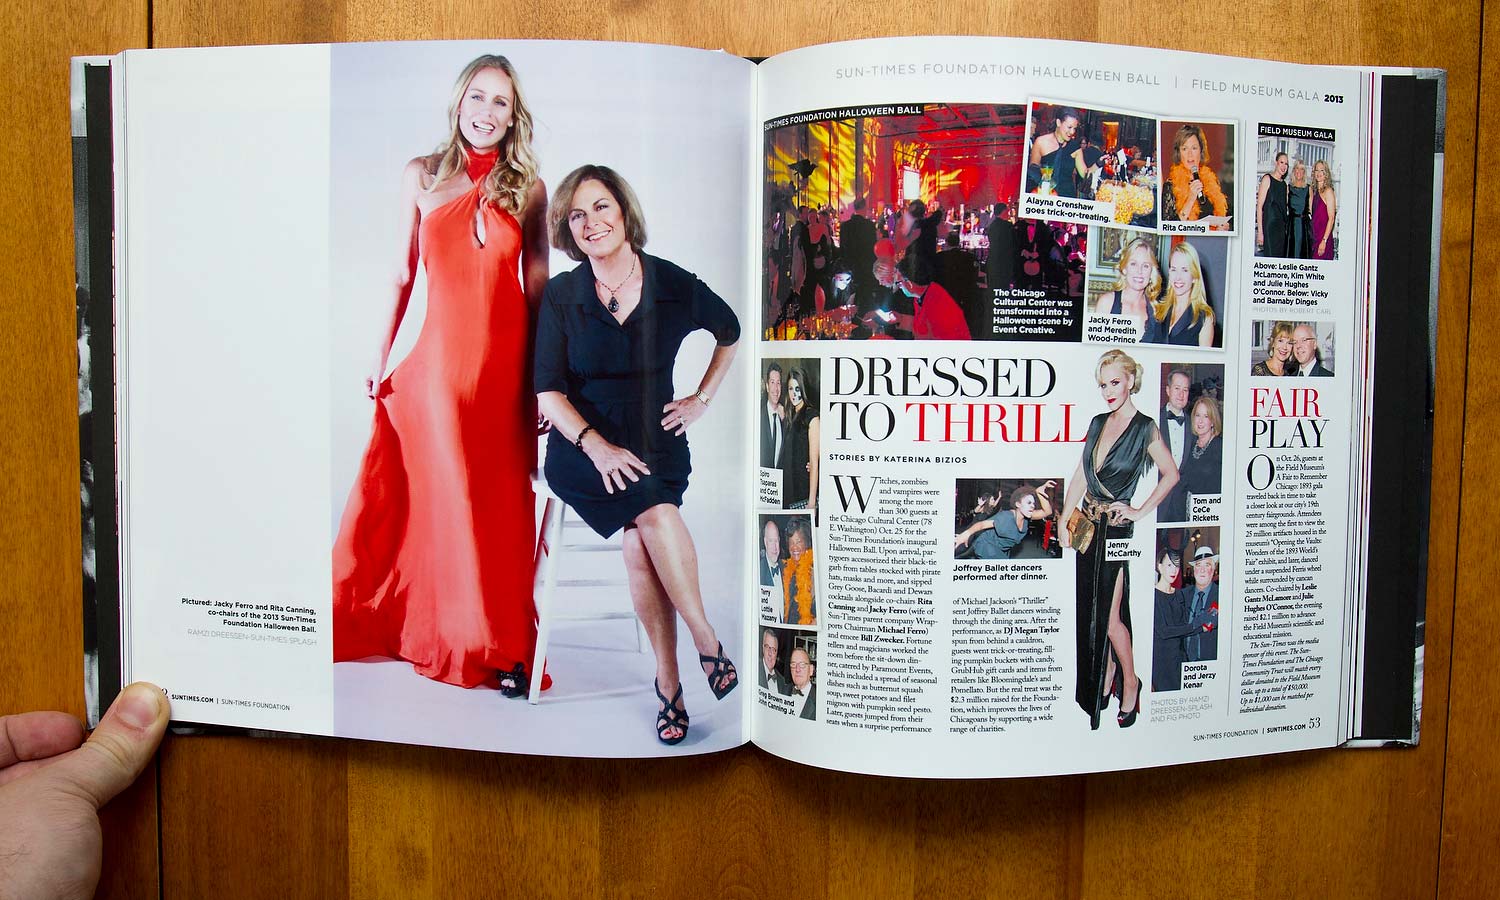 Pictured: Jacky Ferro and Rita Canning,
co-chairs of the 2013 Sun-Times
Foundation Halloween Ball.
RAMZI DREESSEN-SUN-TIMES SPLASH
SUNTIMES.COM | SUN-TIMES FOUNDATION
SUN-TIMES FOUNDATION HALLOWEEN BALL | FIELD MUSEUM GALA 2013
SUN-TIMES FOUNDATION HALLOWEEN BALL
The Chicago
Cultural Center was
transformed into a
Halloween scene by
Event Creative.
Alayna Crenshaw
goes trick-or-treating.
Rita Canning
Jacky Ferro
and Meredith
Wood-Prince
FIELD MUSEUM GALA
Above: Leslie Gantz
McLamore, Kim White
and Julie Hughes
O'Connor. Below: Vicky
and Barnaby Dinges
PHOTOS BY ROBERT CARL
DRESSED
TO THRILL
STORIES BY KATERINA BIZIOS
Spiro
Tsaparas
and Corri
McFadden
Terry
and
Lottie
Mazany
Greg Brown and
John Canning Jr.
Witches, zombies
and vampires were
among the more
than 300 guests at
the Chicago Cultural Center (78
E. Washington) Oct. 25 for the
Sun-Times Foundation's inaugural
Halloween Ball. Upon arrival, par-
tygoers accessorized their black-tie
garb from tables stocked with pirate
hats, masks and more, and sipped
Grey Goose, Bacardi and Dewars
cocktails alongside co-chairs Rita
Canning and Jacky Ferro (wife of
Sun-Times parent company Wrap-
ports Chairman Michael Ferro)
and emcee Bill Zwecker. Fortune
tellers and magicians worked the
room before the sit-down din-
ner, catered by Paramount Events,
which included a spread of seasonal
dishes such as butternut squash
soup, sweet potatoes and filet
mignon with pumpkin seed pesto.
Later, guests jumped from their
seats when a surprise performance
Joffrey Ballet dancers
performed after dinner.
of Michael Jackson's "Thriller"
sent Joffrey Ballet dancers winding
through the dining area. After the
performance, as DJ Megan Taylor
spun from behind a cauldron,
guests went trick-or-treating, fill-
ing pumpkin buckets with candy,
GrubHub gift cards and items from
retailers like Bloomingdale's and
Pomellato. But the real treat was the
$2.3 million raised for the Founda-
tion, which improves the lives of
Chicagoans by supporting a wide
range of charities.
Jenny
McCarthy
Tom and
CeCe
Ricketts
Dorota
and Jerzy
Kenar
PHOTOS BY RAMZI
DREESSEN-SPLASH
AND FIG PHOTO
FAIR
PLAY
On Oct. 26, guests at
the Field Museum's
A Fair to Remember
Chicago: 1893 gala
traveled back in time to take
a closer look at our city's 19th
century fairgrounds. Attendees
were among the first to view the
25 million artifacts housed in the
museum's "Opening the Vaults:
Wonders of the 1893 World's
Fair" exhibit, and later, danced
under a suspended Ferris wheel
while surrounded by cancan
dancers. Co-chaired by Leslie
Gantz McLamore and Julie
Hughes O'Connor, the evening
raised $2.1 million to advance
the Field Museum's scientific and
educational mission.
The Sun-Times was the media
sponsor of this event. The Sun-
Times Foundation and The Chicago
Community Trust will match every
dollar donated to the Field Museum
Gala, up to a total of $50,000.
Up to $1,000 can be matched per
individual donation.
SUN-TIMES FOUNDATION | SUNTIMES.COM 53